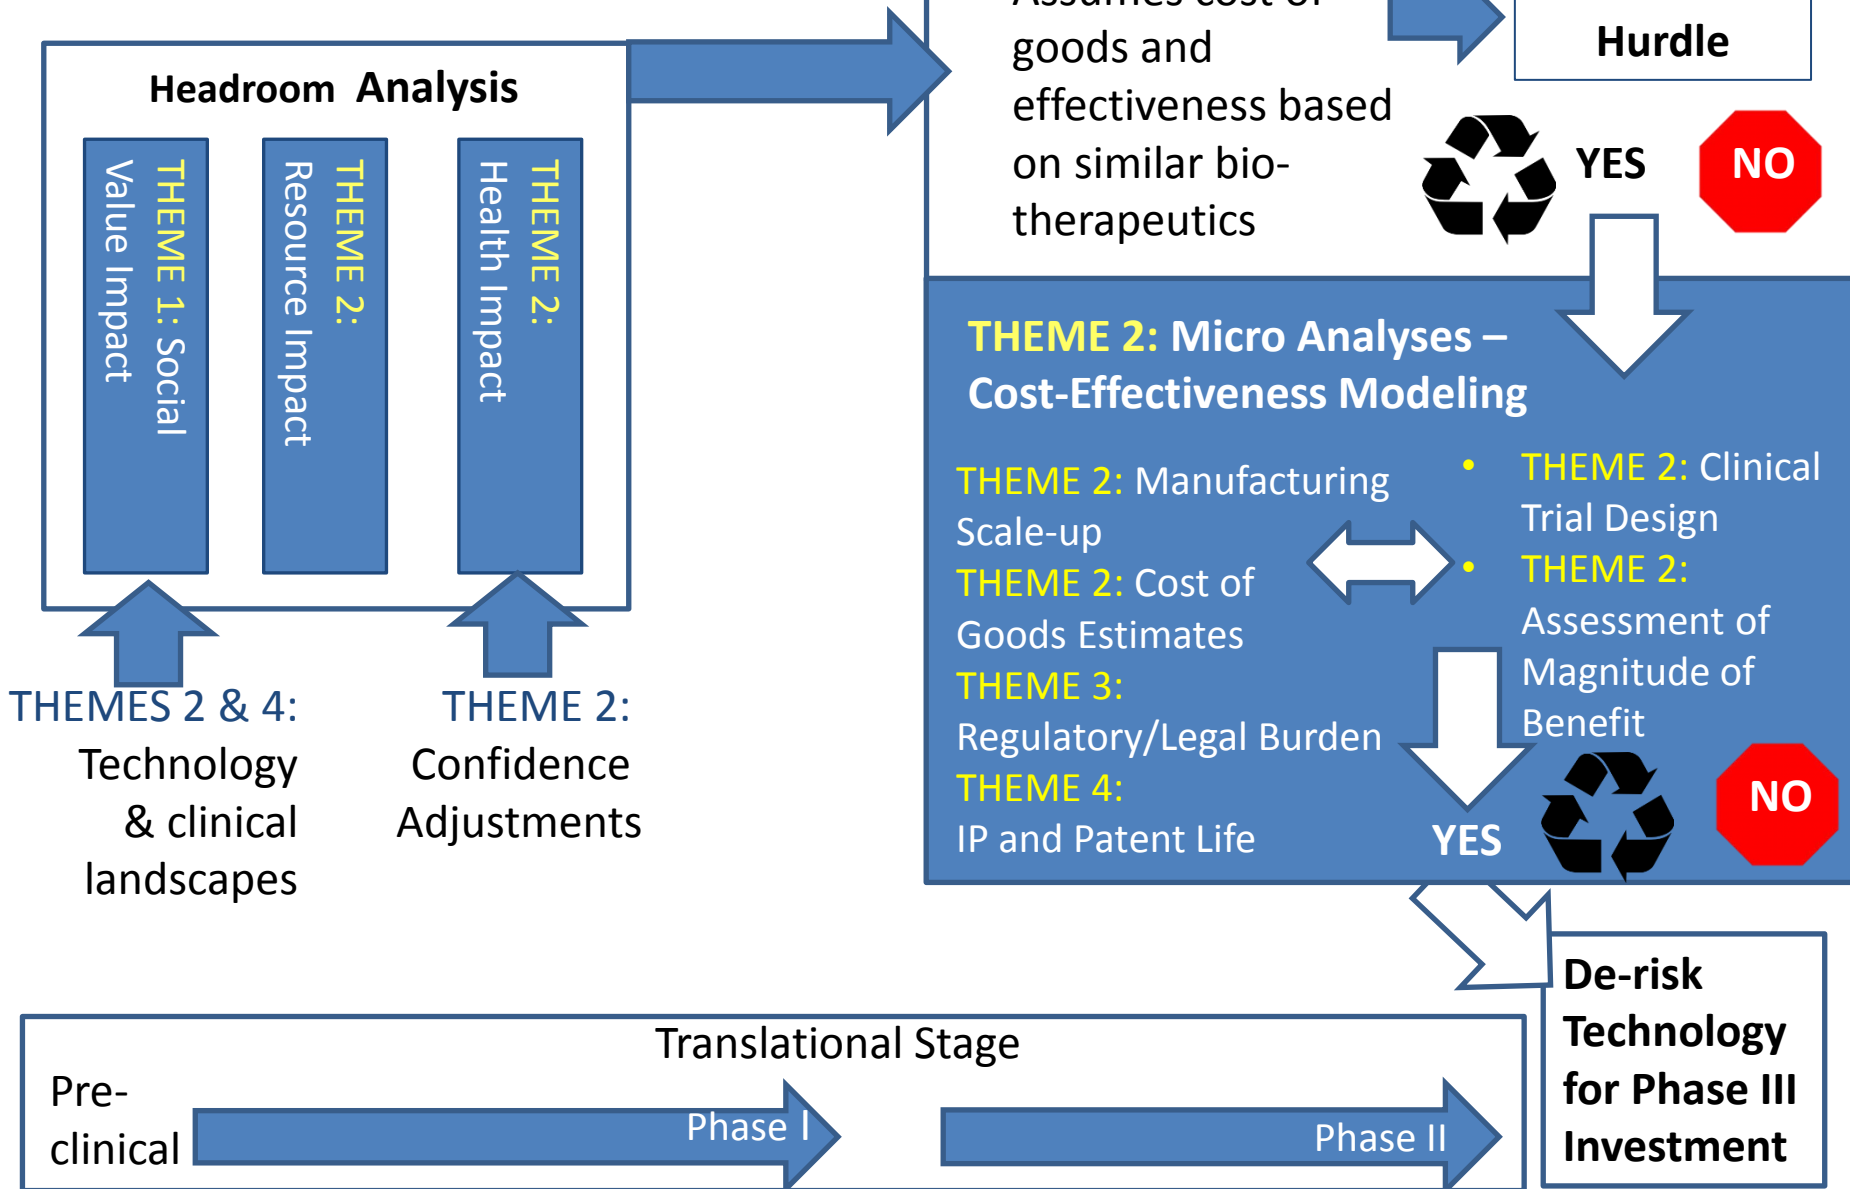 Assumes cost of
goods and
effectiveness based
on similar bio-
therapeutics
Hurdle
YES
NO
Headroom Analysis
THEME 1: Social
Value Impact
THEME 2:
Resource Impact
THEME 2:
Health Impact
THEMES 2 & 4:
Technology
& clinical
landscapes
THEME 2:
Confidence
Adjustments
THEME 2: Micro Analyses –
Cost-Effectiveness Modeling
THEME 2: Manufacturing
Scale-up
THEME 2: Cost of
Goods Estimates
THEME 3:
Regulatory/Legal Burden
THEME 4:
IP and Patent Life
• THEME 2: Clinical
Trial Design
• THEME 2:
Assessment of
Magnitude of
Benefit
YES
NO
De-risk
Technology
for Phase III
Investment
Translational Stage
Pre-
clinical
Phase I
Phase II